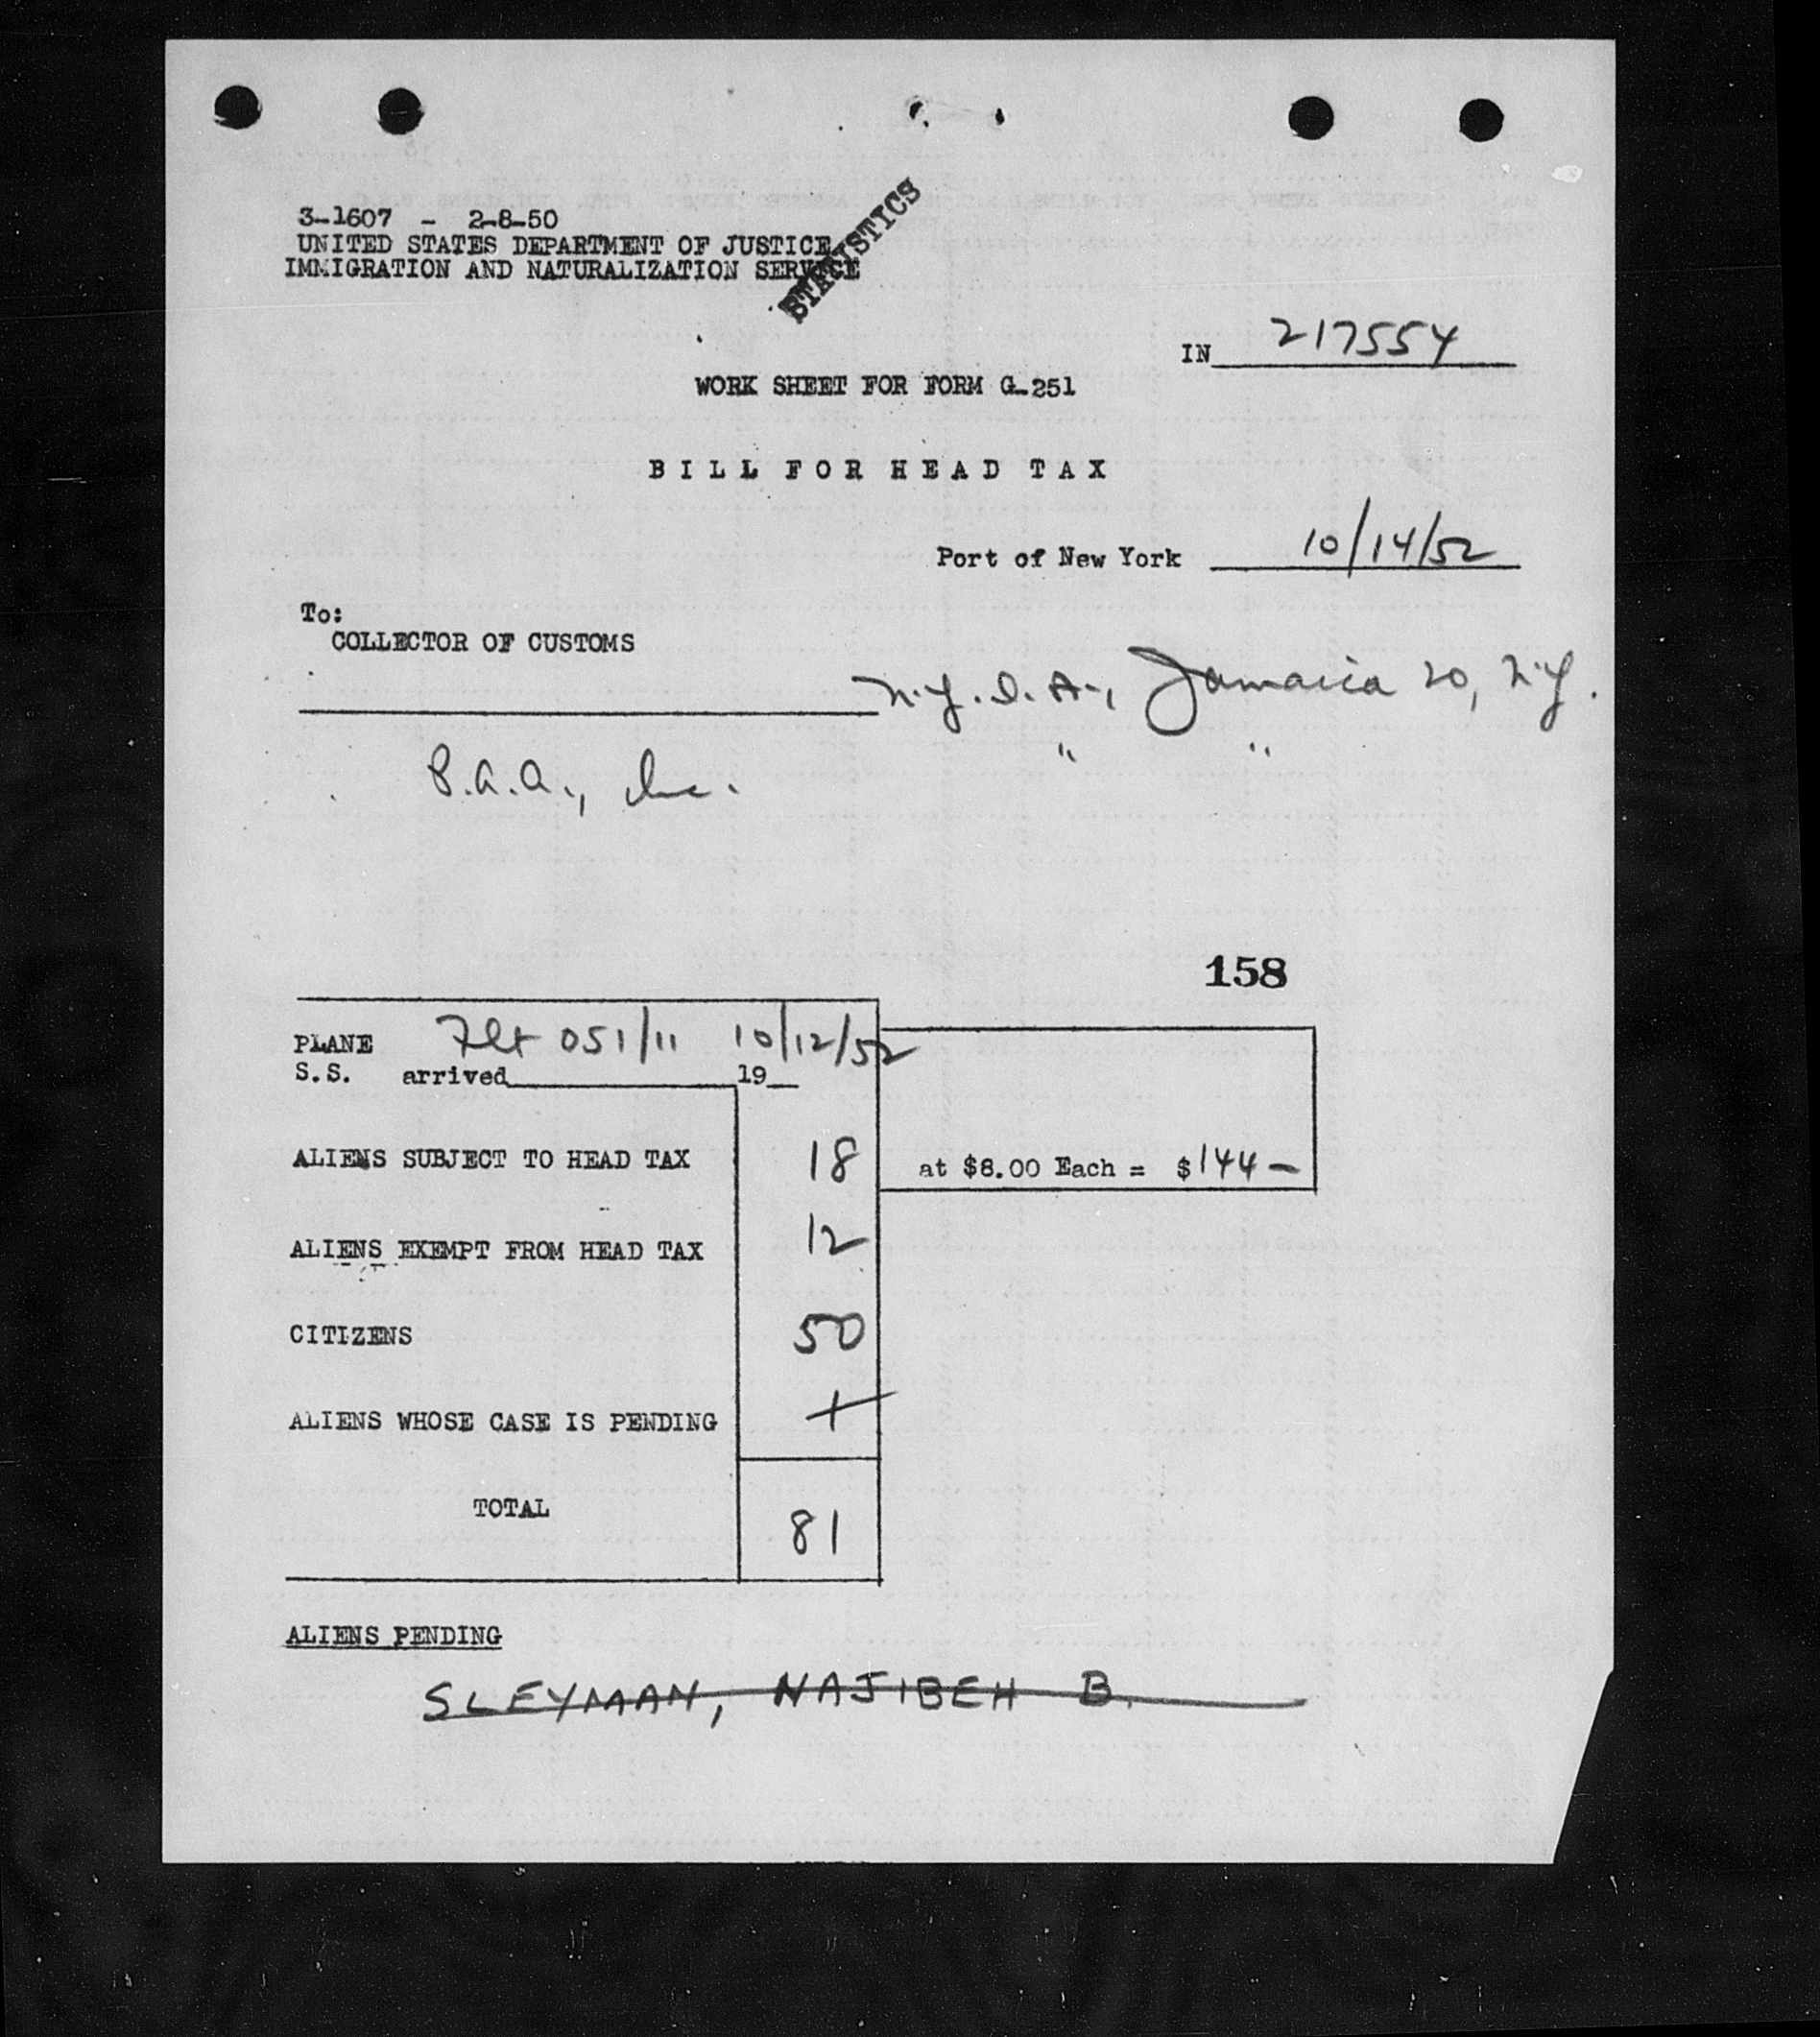 3-1607 - 2-8-50
UNITED STATES DEPARTMENT OF JUSTICE
IMMIGRATION AND NATURALIZATION SERVICE
STATISTICS
IN 217554
WORK SHEET FOR FORM G-251
BILL FOR HEAD TAX
Port of New York 10/14/52
To:
COLLECTOR OF CUSTOMS
N.Y.I.A., Jamaica 20, N.Y.
P.A.A., Inc. " "
158
PLANE Flt 051/11 10/12/52
S.S. arrived 19
ALIENS SUBJECT TO HEAD TAX 18 at $8.00 Each = $144-
ALIENS EXEMPT FROM HEAD TAX 12
CITIZENS 50
ALIENS WHOSE CASE IS PENDING 1
TOTAL 81
ALIENS PENDING
SLEYMAN, NAJIBEH B.